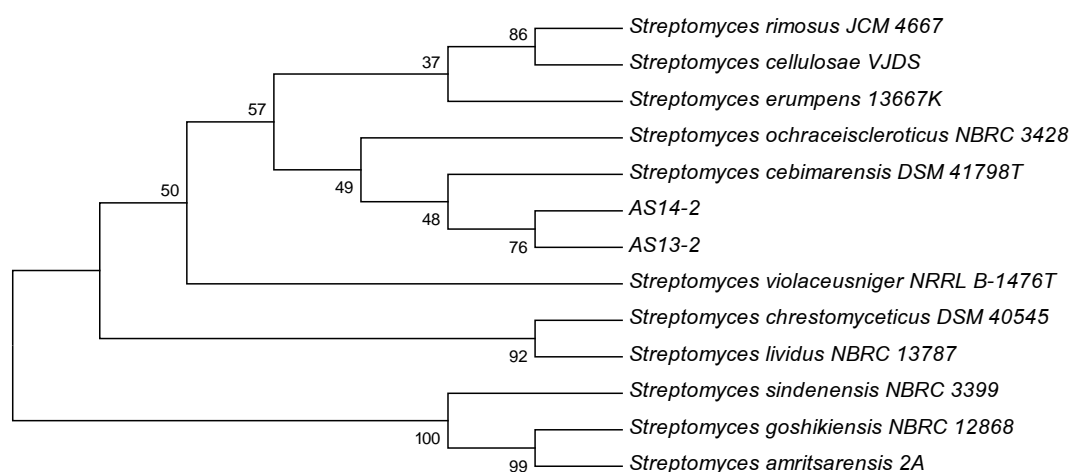 86 Streptomyces rimosus JCM 4667
Streptomyces cellulosae VJDS
37
Streptomyces erumpens 13667K
57
Streptomyces ochraceiscleroticus NBRC 3428
Streptomyces cebimarensis DSM 41798T
50
49
AS14-2
48
76 AS13-2
Streptomyces violaceusniger NRRL B-1476T
Streptomyces chrestomyceticus DSM 40545
92 Streptomyces lividus NBRC 13787
Streptomyces sindenensis NBRC 3399
Streptomyces goshikiensis NBRC 12868
100
99 Streptomyces amritsarensis 2A